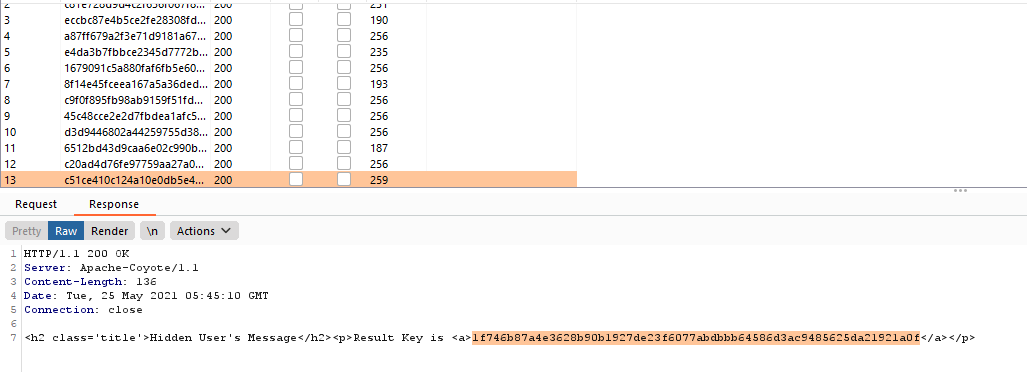 3 eccbc87e4b5ce2fe28308fd... 200 190
4 a87ff679a2f3e71d9181a67... 200 256
5 e4da3b7fbbce2345d7772b... 200 235
6 1679091c5a880faf6fb5e60... 200 256
7 8f14e45fceea167a5a36ded... 200 193
8 c9f0f895fb98ab9159f51fd... 200 256
9 45c48cce2e2d7fbdea1afc5... 200 256
10 d3d9446802a44259755d38... 200 256
11 6512bd43d9caa6e02c990b... 200 187
12 c20ad4d76fe97759aa27a0... 200 256
13 c51ce410c124a10e0db5e4... 200 259
Request Response
Pretty Raw Render \n Actions
1 HTTP/1.1 200 OK
2 Server: Apache-Coyote/1.1
3 Content-Length: 136
4 Date: Tue, 25 May 2021 05:45:10 GMT
5 Connection: close
6
7 <h2 class='title'>Hidden User's Message</h2><p>Result Key is <a>1f746b87a4e3628b90b1927de23f6077abdbbb64586d3ac9485625da21921a0f</a></p>